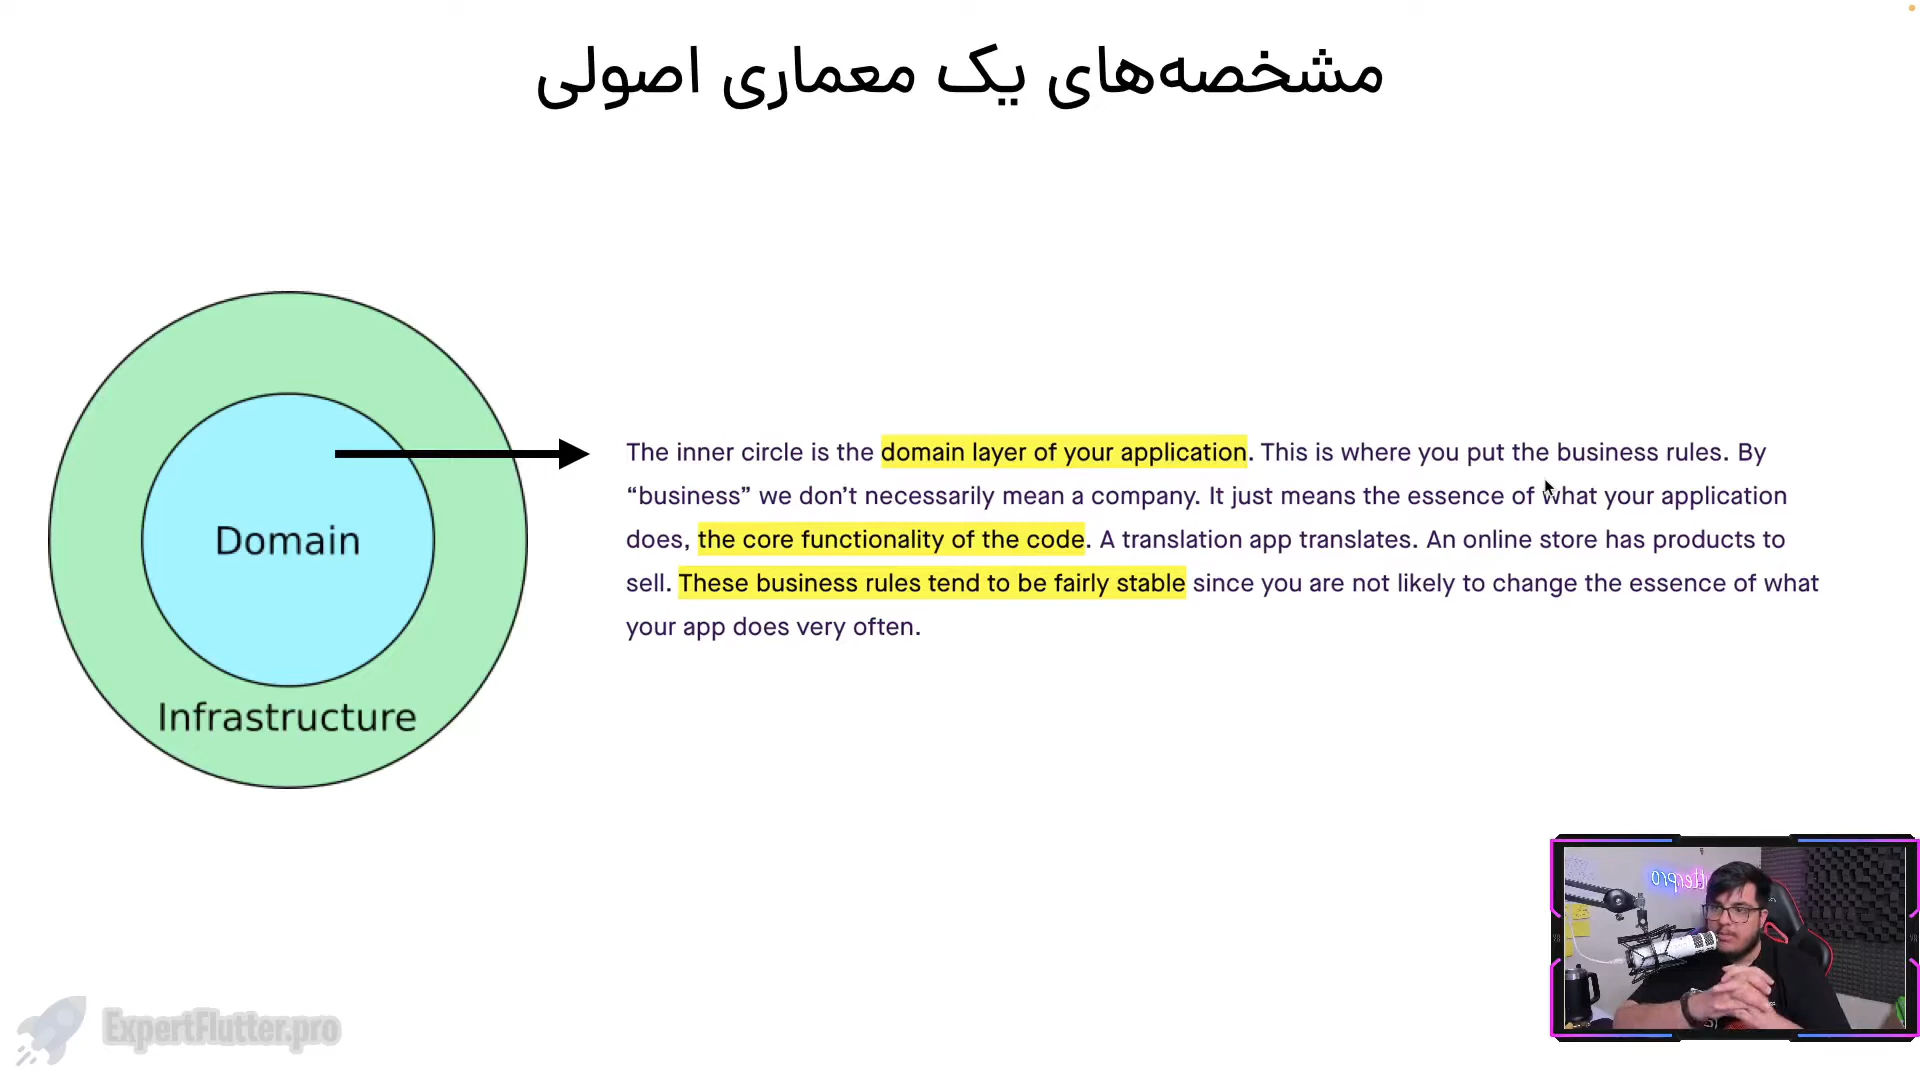 مشخصه‌های یک معماری اصولی
The inner circle is the domain layer of your application. This is where you put the business rules. By
“business” we don’t necessarily mean a company. It just means the essence of what your application
does, the core functionality of the code. A translation app translates. An online store has products to
sell. These business rules tend to be fairly stable since you are not likely to change the essence of what
your app does very often.
Domain
Infrastructure
ExpertFlutter.pro